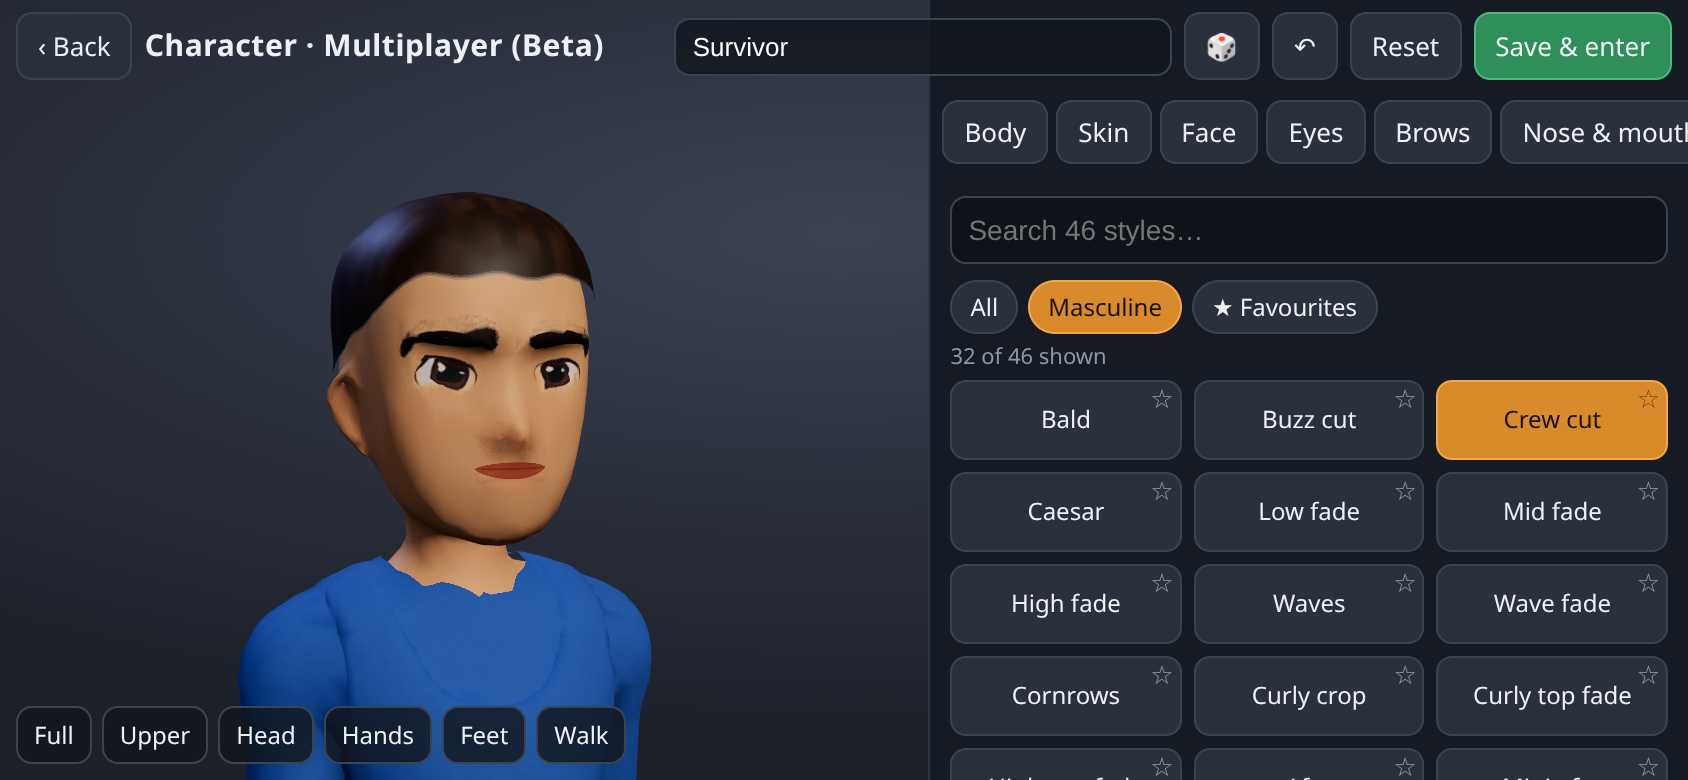 ‹ Back Character · Multiplayer (Beta) Survivor ↶ Reset Save & enter
Body Skin Face Eyes Brows Nose & mouth
Search 46 styles…
All Masculine ★ Favourites
32 of 46 shown
Bald Buzz cut Crew cut
Caesar Low fade Mid fade
High fade Waves Wave fade
Cornrows Curly crop Curly top fade
Full Upper Head Hands Feet Walk